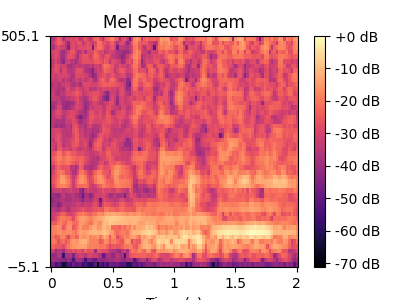 Mel Spectrogram
505.1
−5.1
0
0.5
1
1.5
2
+0 dB
-10 dB
-20 dB
-30 dB
-40 dB
-50 dB
-60 dB
-70 dB